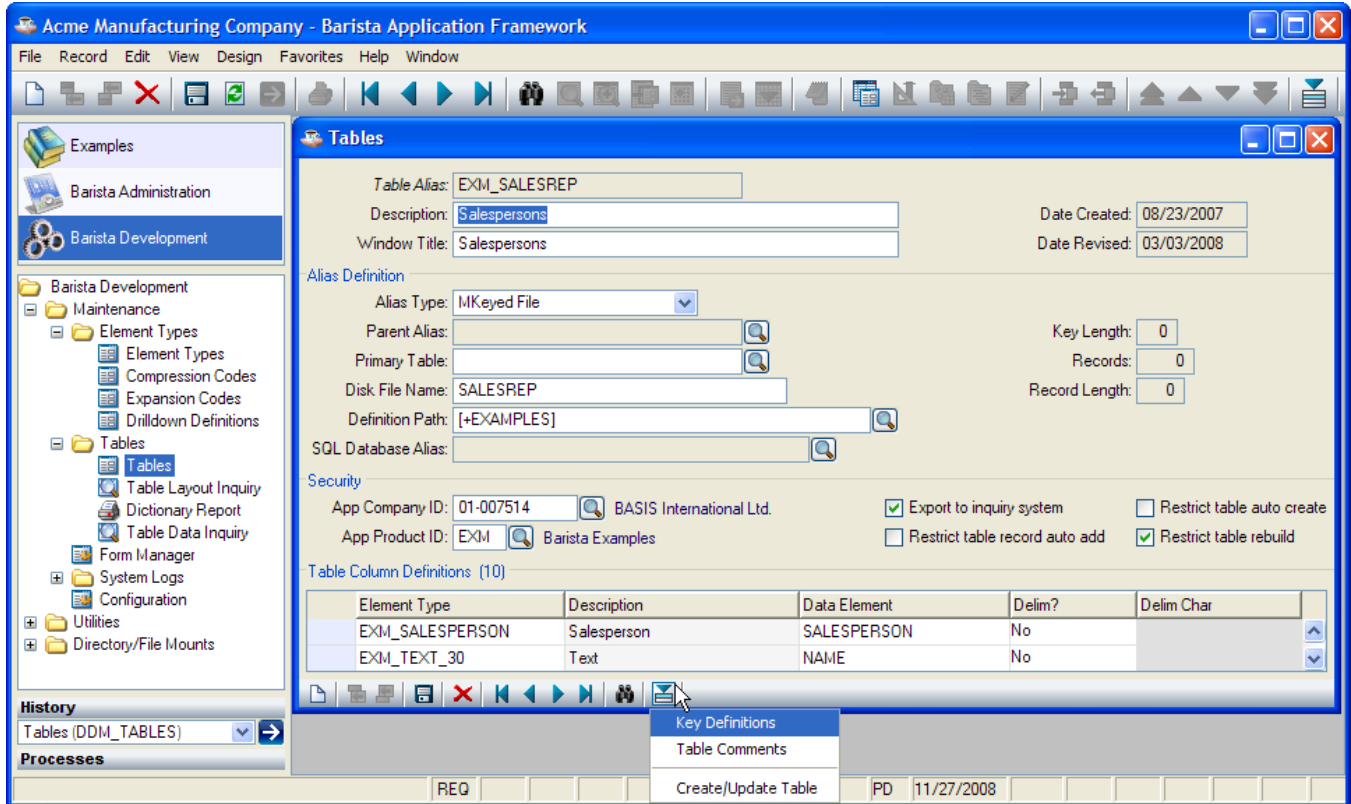 Acme Manufacturing Company - Barista Application Framework
File Record Edit View Design Favorites Help Window
Examples
Barista Administration
Barista Development
Barista Development
Maintenance
Element Types
Element Types
Compression Codes
Expansion Codes
Drilldown Definitions
Tables
Tables
Table Layout Inquiry
Dictionary Report
Table Data Inquiry
Form Manager
System Logs
Configuration
Utilities
Directory/File Mounts
History
Tables (DDM_TABLES)
Processes
Tables
Table Alias: EXM_SALESREP
Description: Salespersons Date Created: 08/23/2007
Window Title: Salespersons Date Revised: 03/03/2008
Alias Definition
Alias Type: MKeyed File
Parent Alias: Key Length: 0
Primary Table: Records: 0
Disk File Name: SALESREP Record Length: 0
Definition Path: [+EXAMPLES]
SQL Database Alias:
Security
App Company ID: 01-007514 BASIS International Ltd. Export to inquiry system Restrict table auto create
App Product ID: EXM Barista Examples Restrict table record auto add Restrict table rebuild
Table Column Definitions (10)
Element Type Description Data Element Delim? Delim Char
EXM_SALESPERSON Salesperson SALESPERSON No
EXM_TEXT_30 Text NAME No
Key Definitions
Table Comments
Create/Update Table
REQ PD 11/27/2008